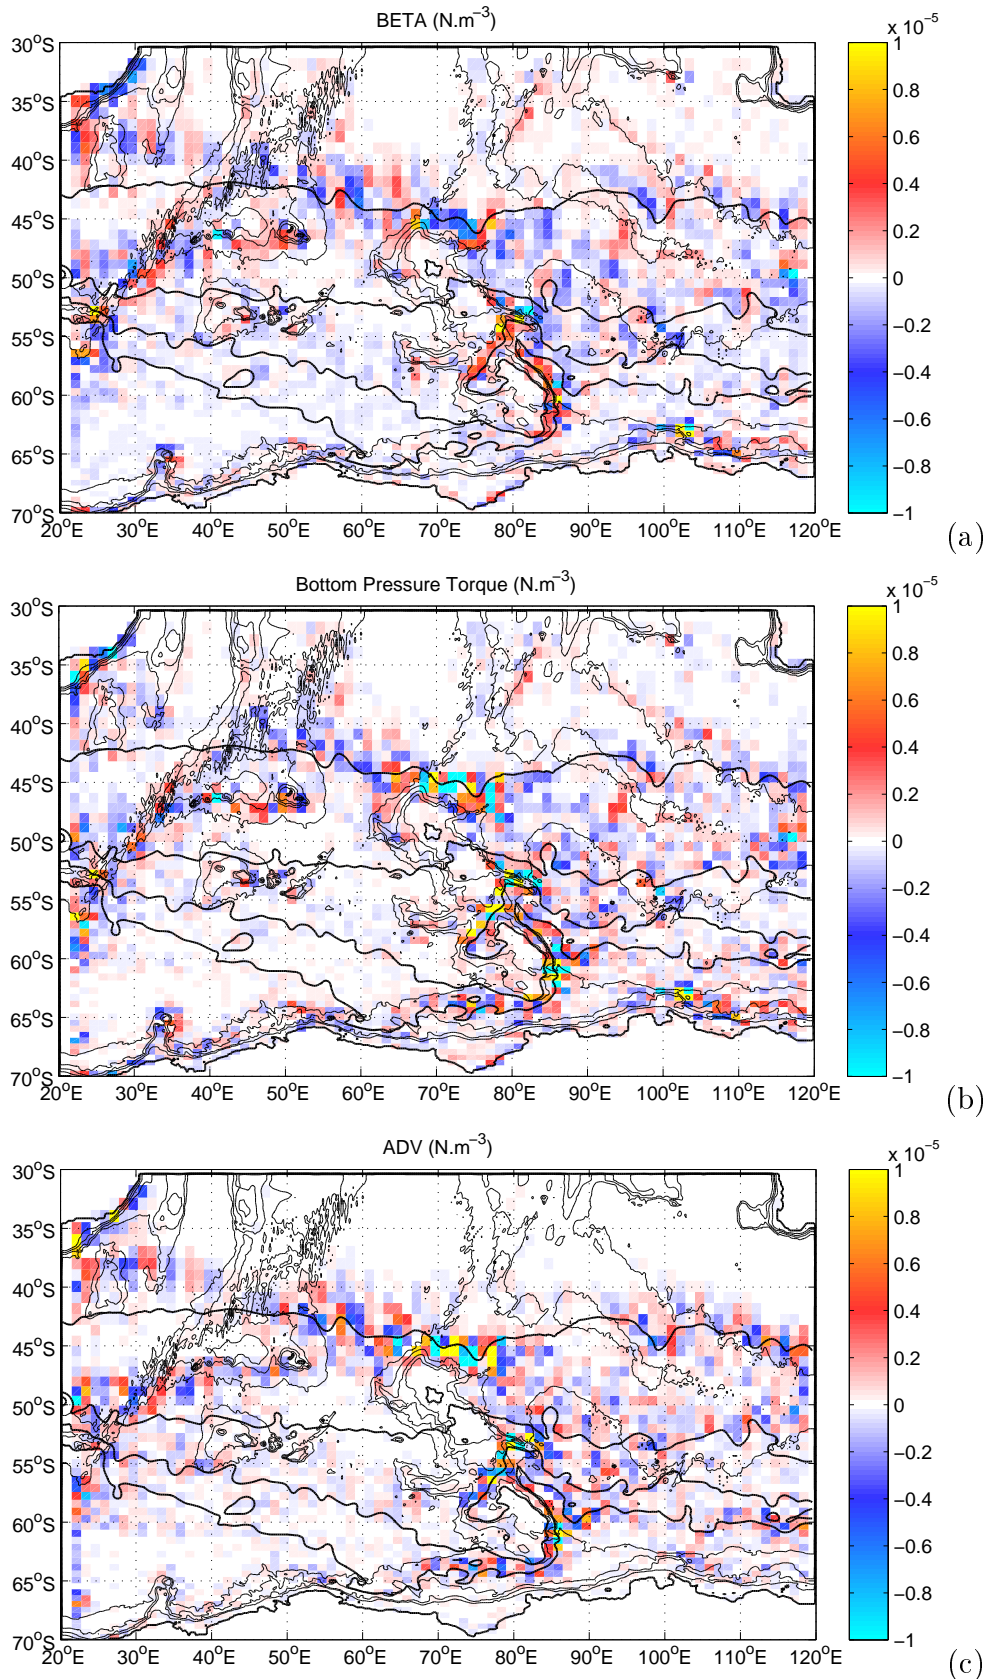 BETA (N.m⁻³)
x 10⁻⁵
30°S
35°S
40°S
45°S
50°S
55°S
60°S
65°S
70°S
20°E 30°E 40°E 50°E 60°E 70°E 80°E 90°E 100°E 110°E 120°E
1
0.8
0.6
0.4
0.2
0
−0.2
−0.4
−0.6
−0.8
−1
(a)
Bottom Pressure Torque (N.m⁻³)
x 10⁻⁵
30°S
35°S
40°S
45°S
50°S
55°S
60°S
65°S
70°S
20°E 30°E 40°E 50°E 60°E 70°E 80°E 90°E 100°E 110°E 120°E
1
0.8
0.6
0.4
0.2
0
−0.2
−0.4
−0.6
−0.8
−1
(b)
ADV (N.m⁻³)
x 10⁻⁵
30°S
35°S
40°S
45°S
50°S
55°S
60°S
65°S
70°S
20°E 30°E 40°E 50°E 60°E 70°E 80°E 90°E 100°E 110°E 120°E
1
0.8
0.6
0.4
0.2
0
−0.2
−0.4
−0.6
−0.8
−1
(c)